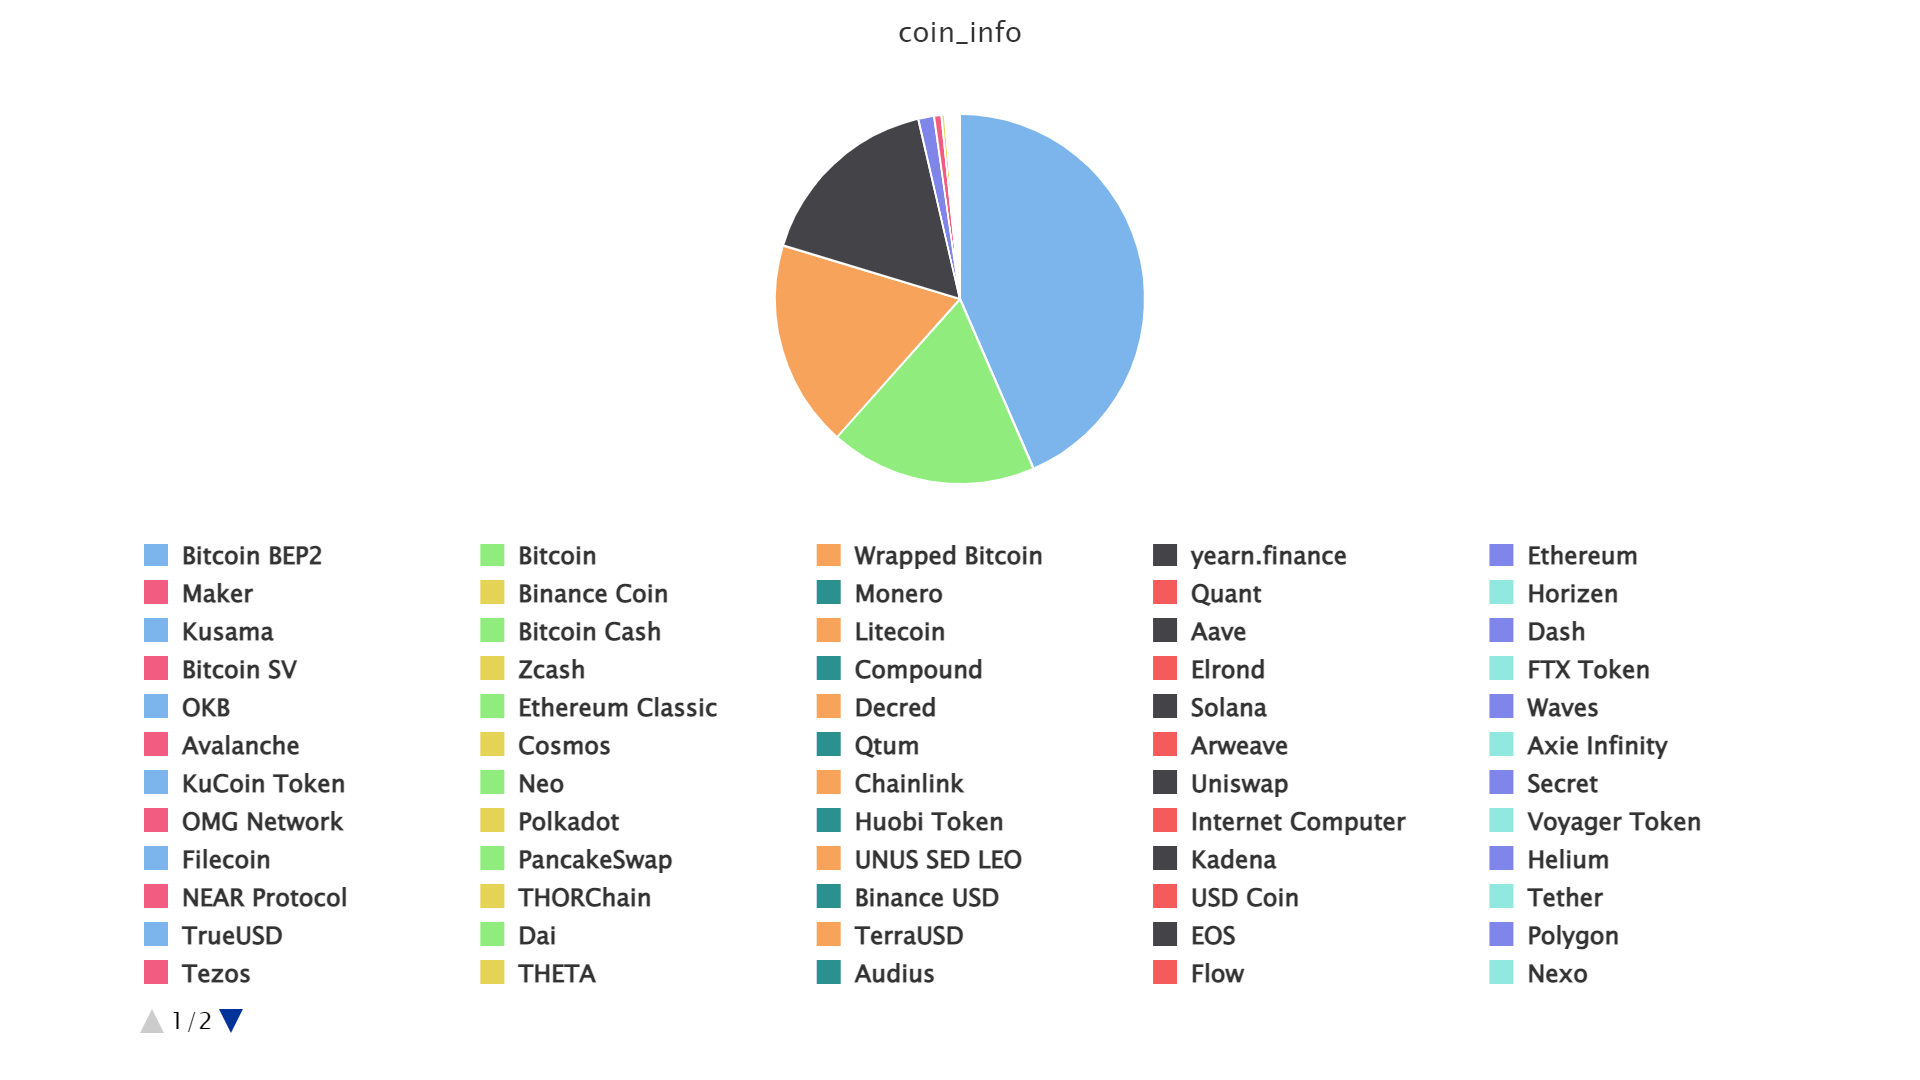 coin_info
Bitcoin BEP2 Bitcoin Wrapped Bitcoin yearn.finance Ethereum
Maker Binance Coin Monero Quant Horizen
Kusama Bitcoin Cash Litecoin Aave Dash
Bitcoin SV Zcash Compound Elrond FTX Token
OKB Ethereum Classic Decred Solana Waves
Avalanche Cosmos Qtum Arweave Axie Infinity
KuCoin Token Neo Chainlink Uniswap Secret
OMG Network Polkadot Huobi Token Internet Computer Voyager Token
Filecoin PancakeSwap UNUS SED LEO Kadena Helium
NEAR Protocol THORChain Binance USD USD Coin Tether
TrueUSD Dai TerraUSD EOS Polygon
Tezos THETA Audius Flow Nexo
1/2